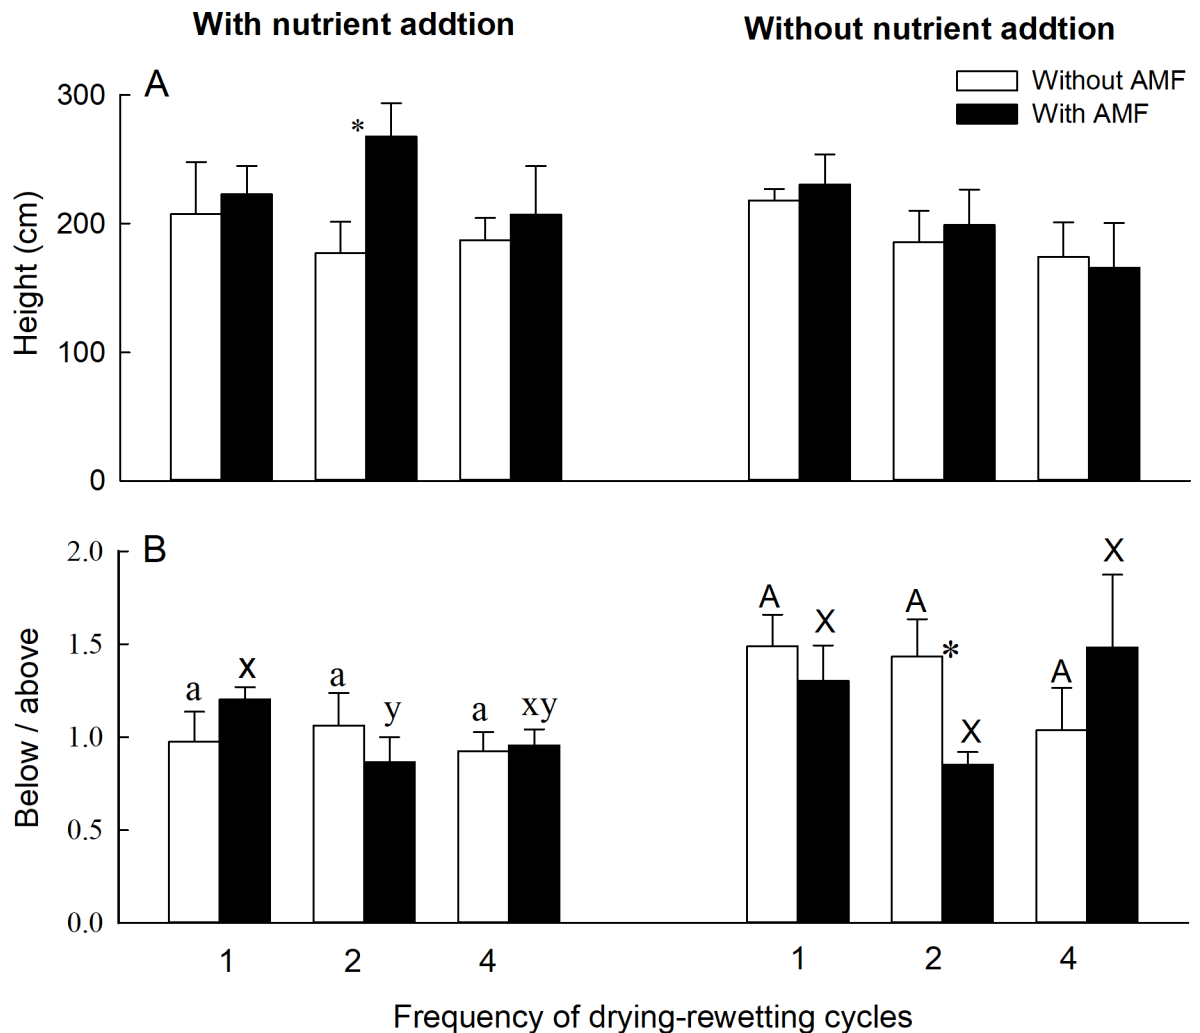 With nutrient addtion
Without nutrient addtion
A
Without AMF
With AMF
Height (cm)
300
200
100
0
*
B
Below / above
2.0
1.5
1.0
0.5
0.0
a
x
a
y
a
xy
A
X
A
*
X
A
X
1
2
4
1
2
4
Frequency of drying-rewetting cycles